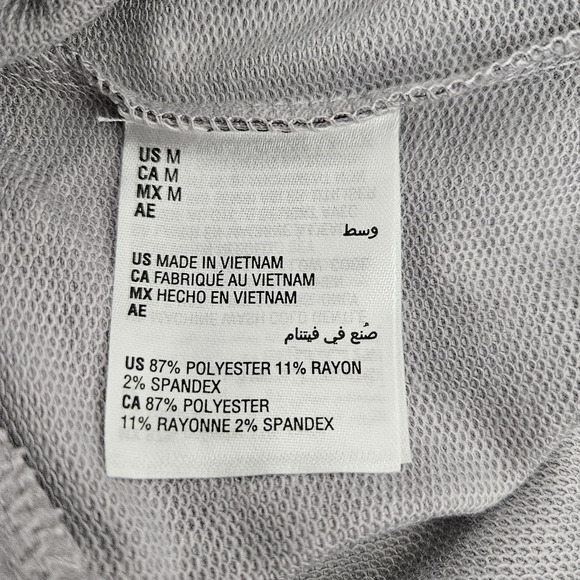 US M
CA M
MX M
AE
وسط
US MADE IN VIETNAM
CA FABRIQUÉ AU VIETNAM
MX HECHO EN VIETNAM
AE
صُنع في فيتنام
US 87% POLYESTER 11% RAYON
2% SPANDEX
CA 87% POLYESTER
11% RAYONNE 2% SPANDEX